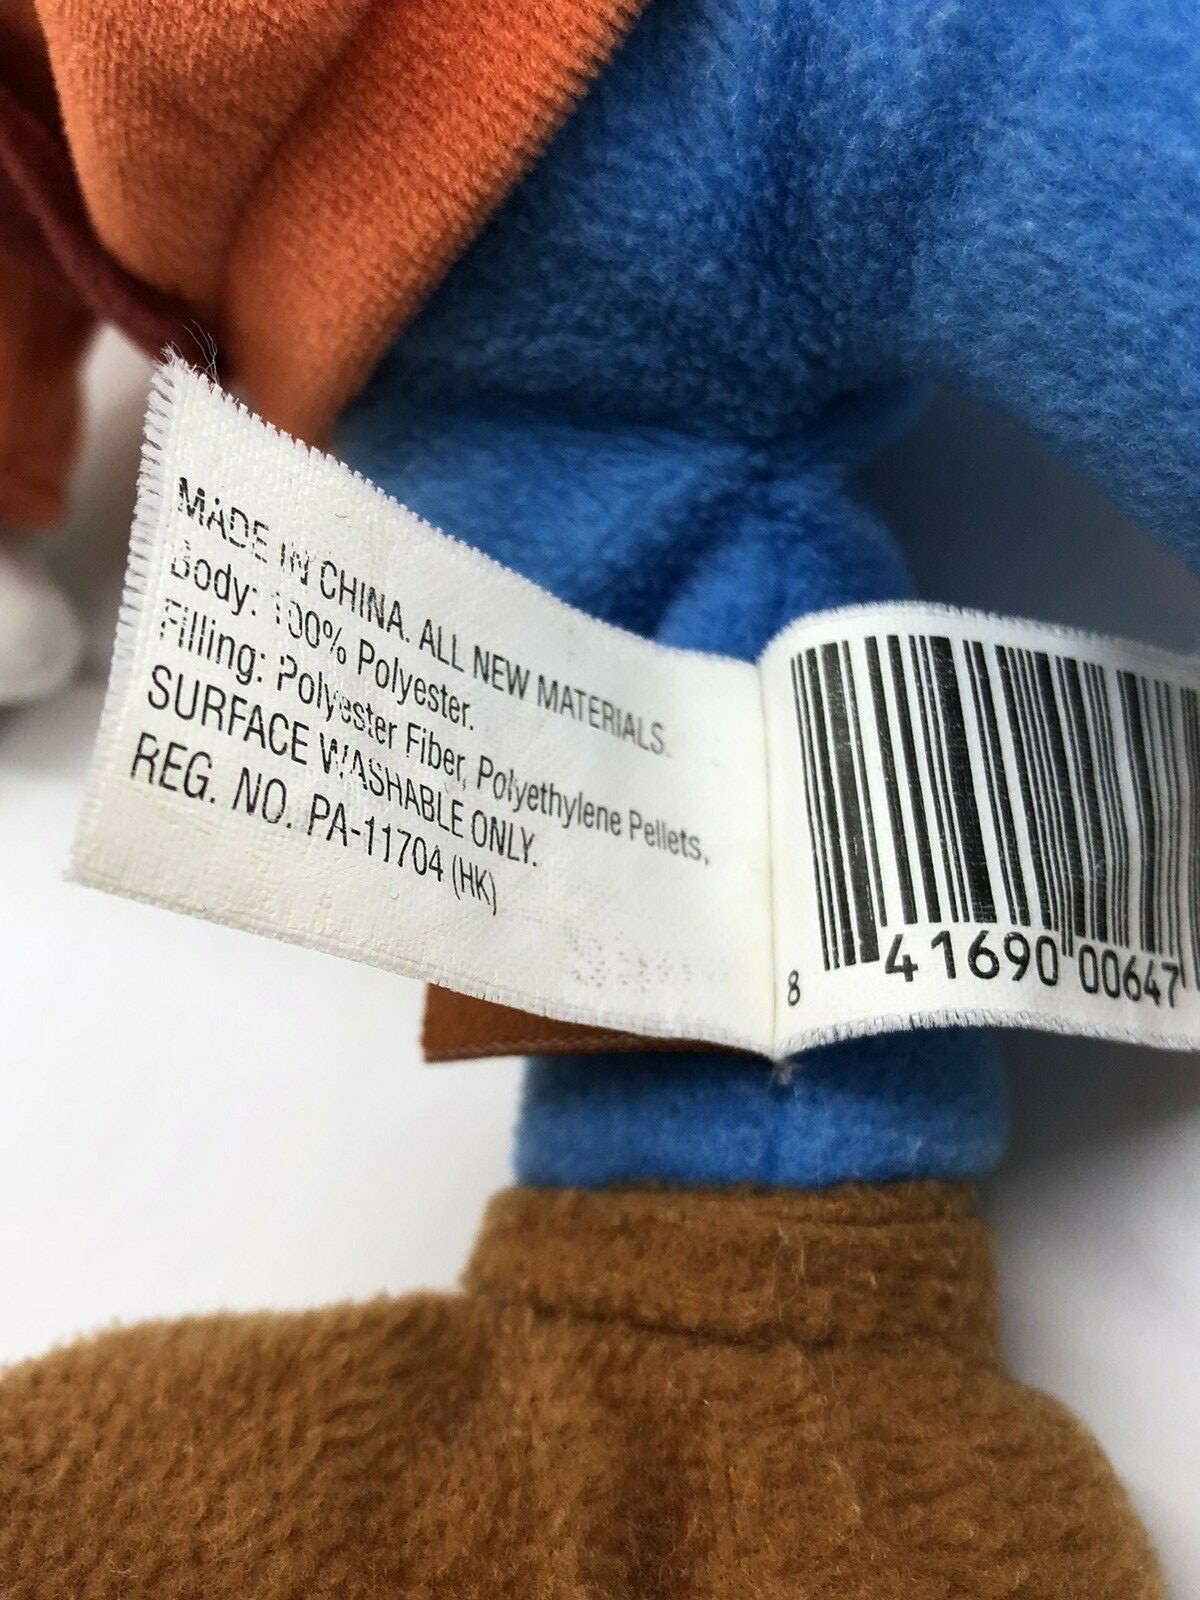 MADE IN CHINA. ALL NEW MATERIALS.
Body: 100% Polyester.
Filling: Polyester Fiber, Polyethylene Pellets,
SURFACE WASHABLE ONLY.
REG. NO. PA-11704 (HK)
8 41690 00647